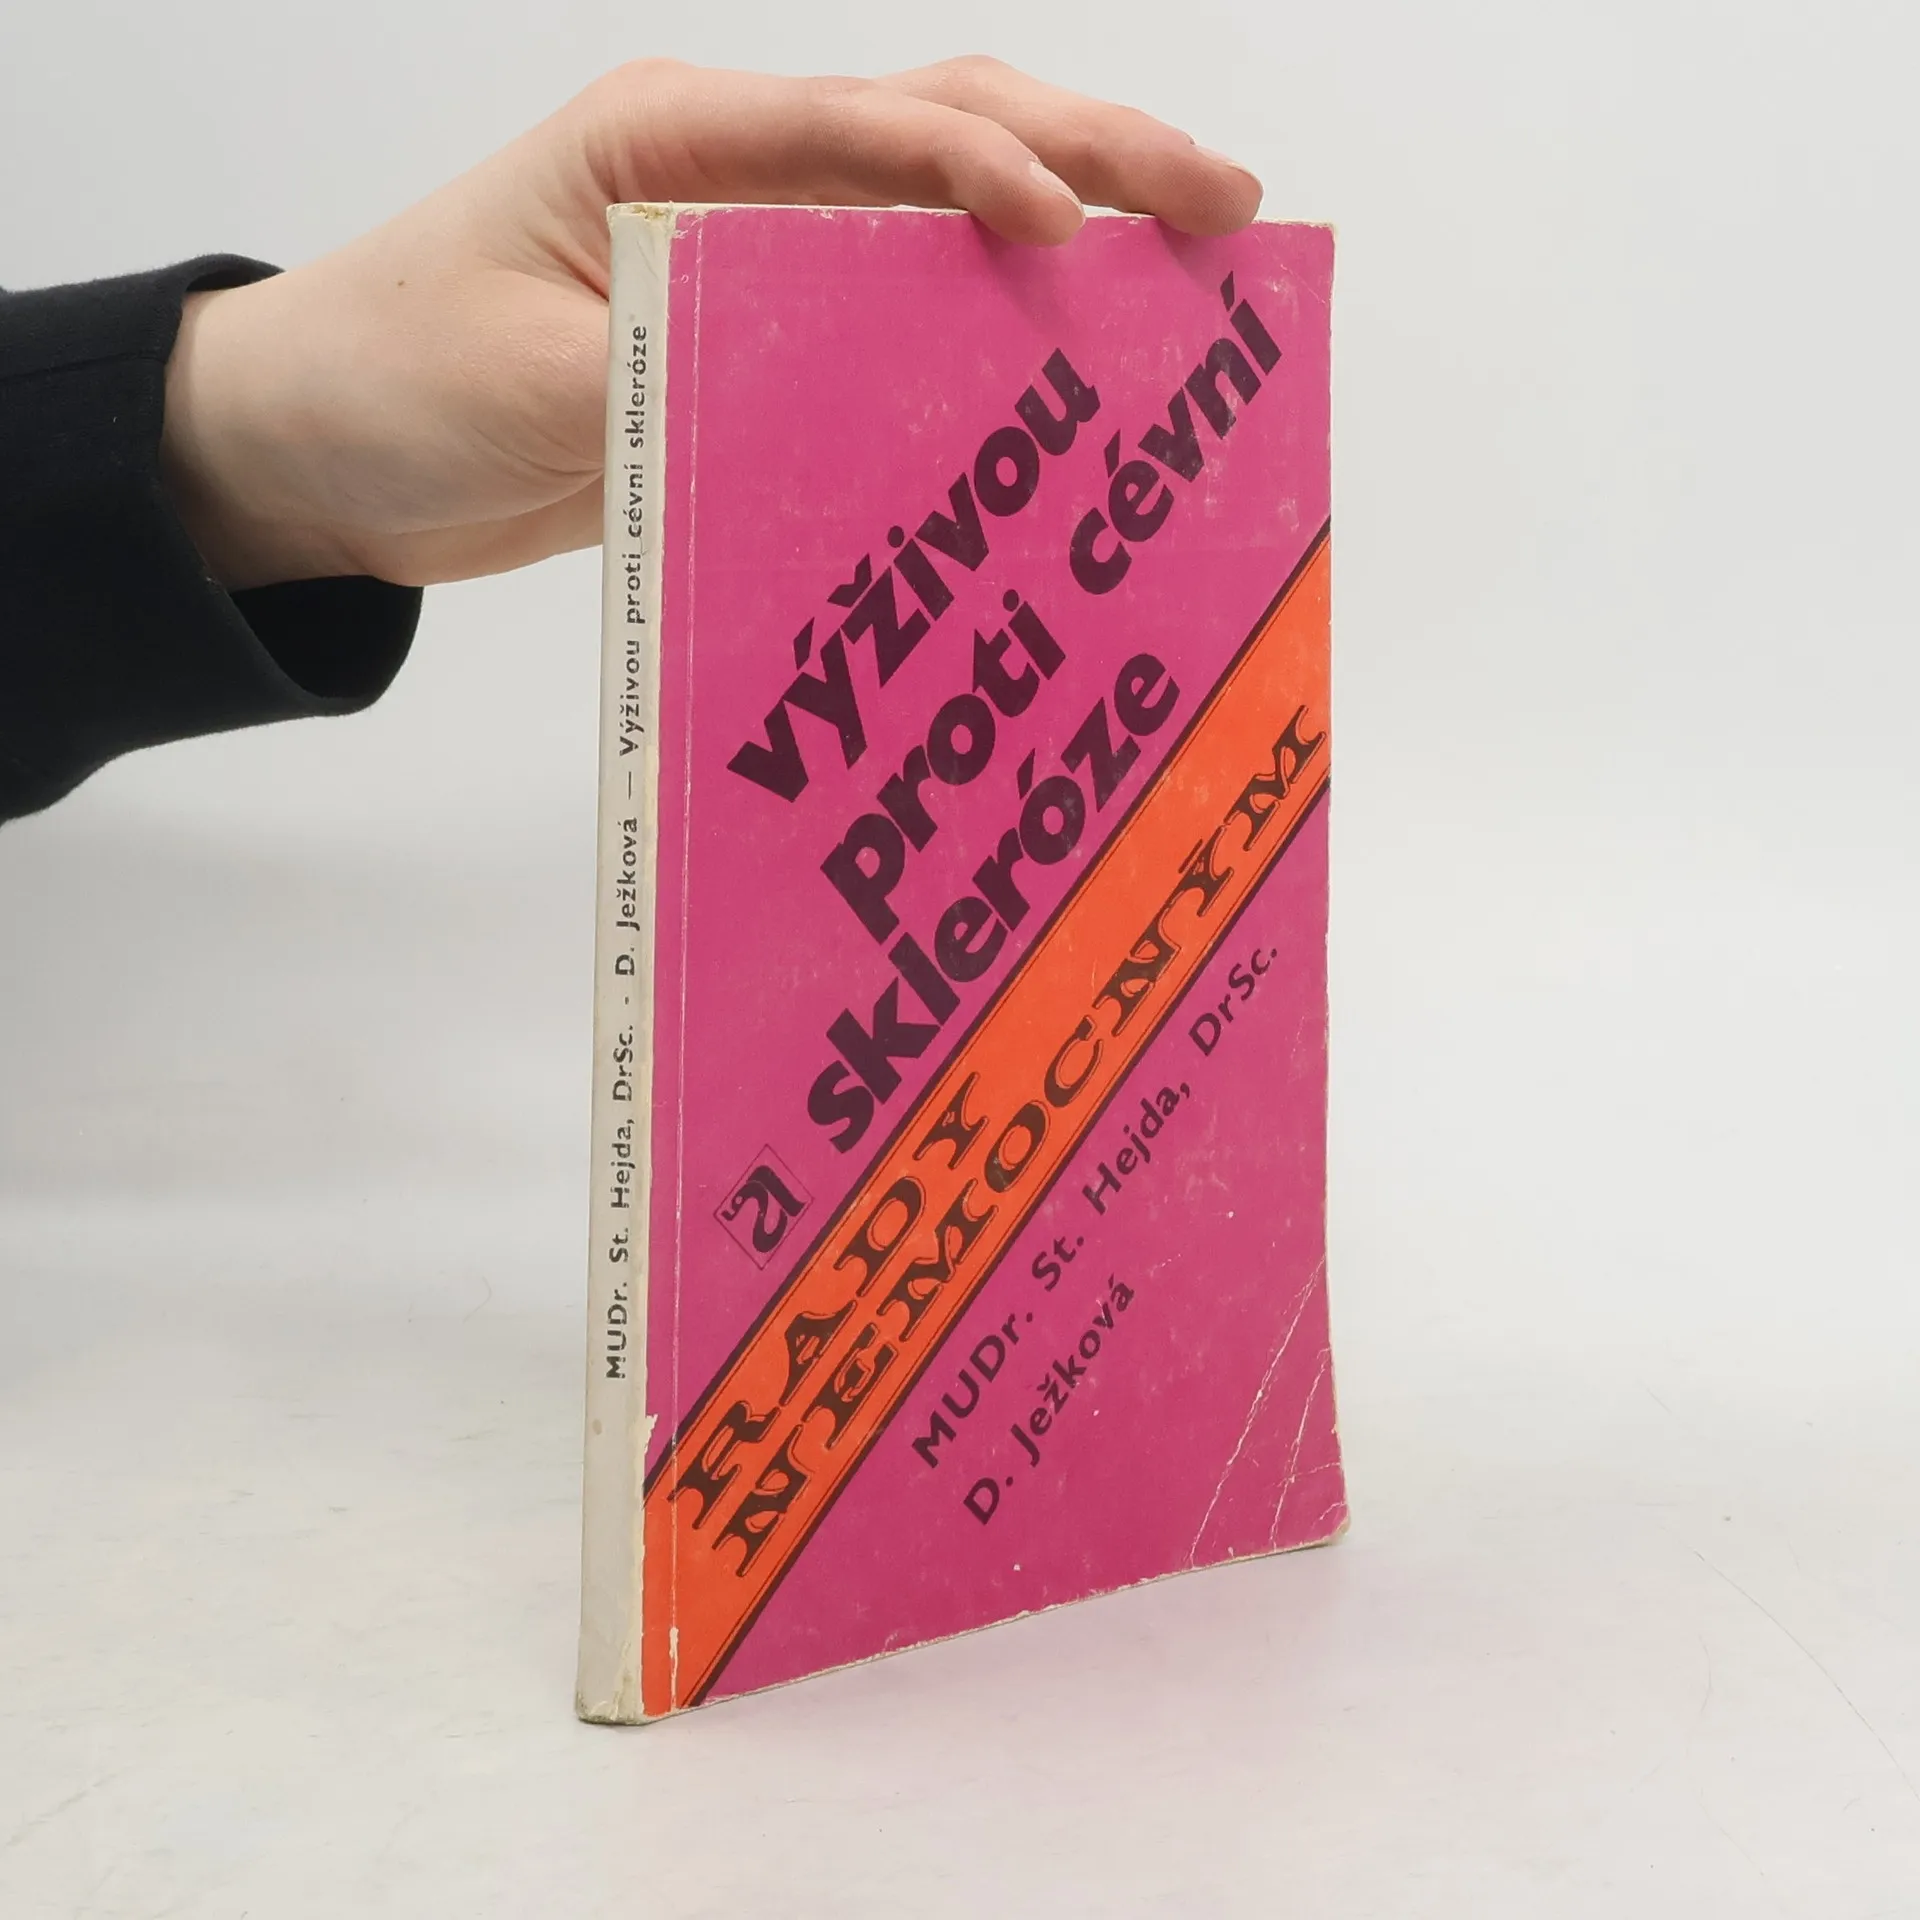 MUDr. St. Hejda, DrSc. - D. Ježková — Výživou proti cévní skleróze
výživou
proti cévní
skleróze
RADY
NEMOCNÝM
MUDr. St. Hejda, DrSc.
D. Ježková